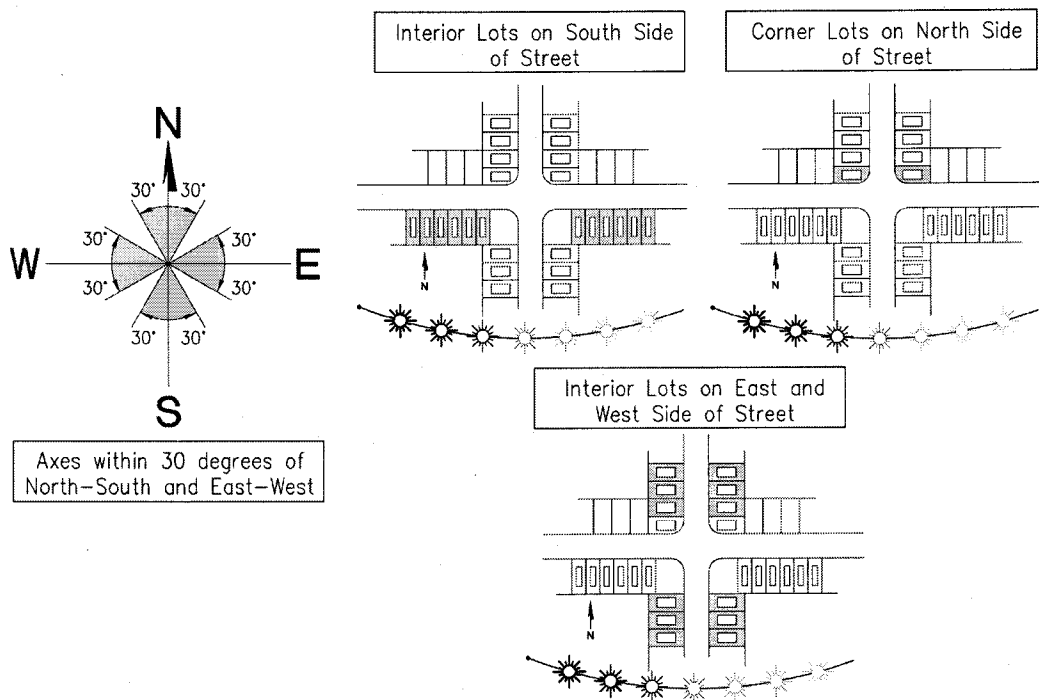 Interior Lots on South Side
of Street
Corner Lots on North Side
of Street
N
30° 30°
30° 30°
W E
30° 30°
30° 30°
S
Axes within 30 degrees of
North-South and East-West
N
N
Interior Lots on East and
West Side of Street
N